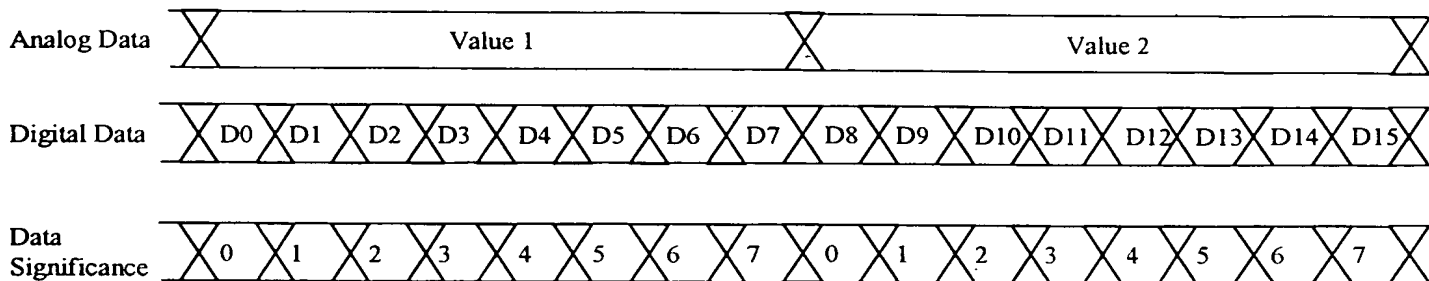 Analog Data Value 1 Value 2
Digital Data D0 D1 D2 D3 D4 D5 D6 D7 D8 D9 D10 D11 D12 D13 D14 D15
Data
Significance 0 1 2 3 4 5 6 7 0 1 2 3 4 5 6 7